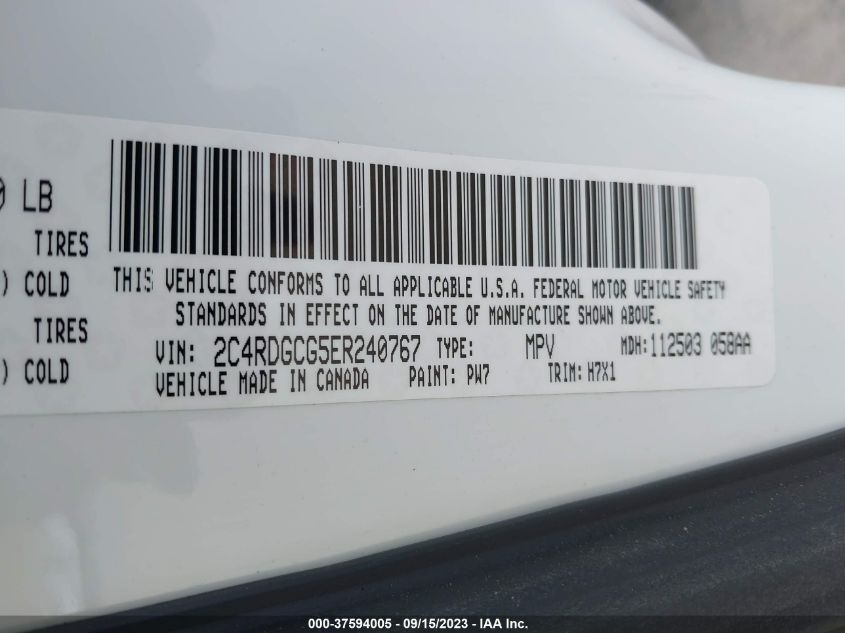 0 LB
TIRES
) COLD
TIRES
) COLD
THIS VEHICLE CONFORMS TO ALL APPLICABLE U.S.A. FEDERAL MOTOR VEHICLE SAFETY
STANDARDS IN EFFECT ON THE DATE OF MANUFACTURE SHOWN ABOVE.
VIN: 2C4RDGCG5ER240767 TYPE: MPV MDH: 112503 058AA
VEHICLE MADE IN CANADA PAINT: PW7 TRIM: H7X1
000-37594005 - 09/15/2023 - IAA Inc.